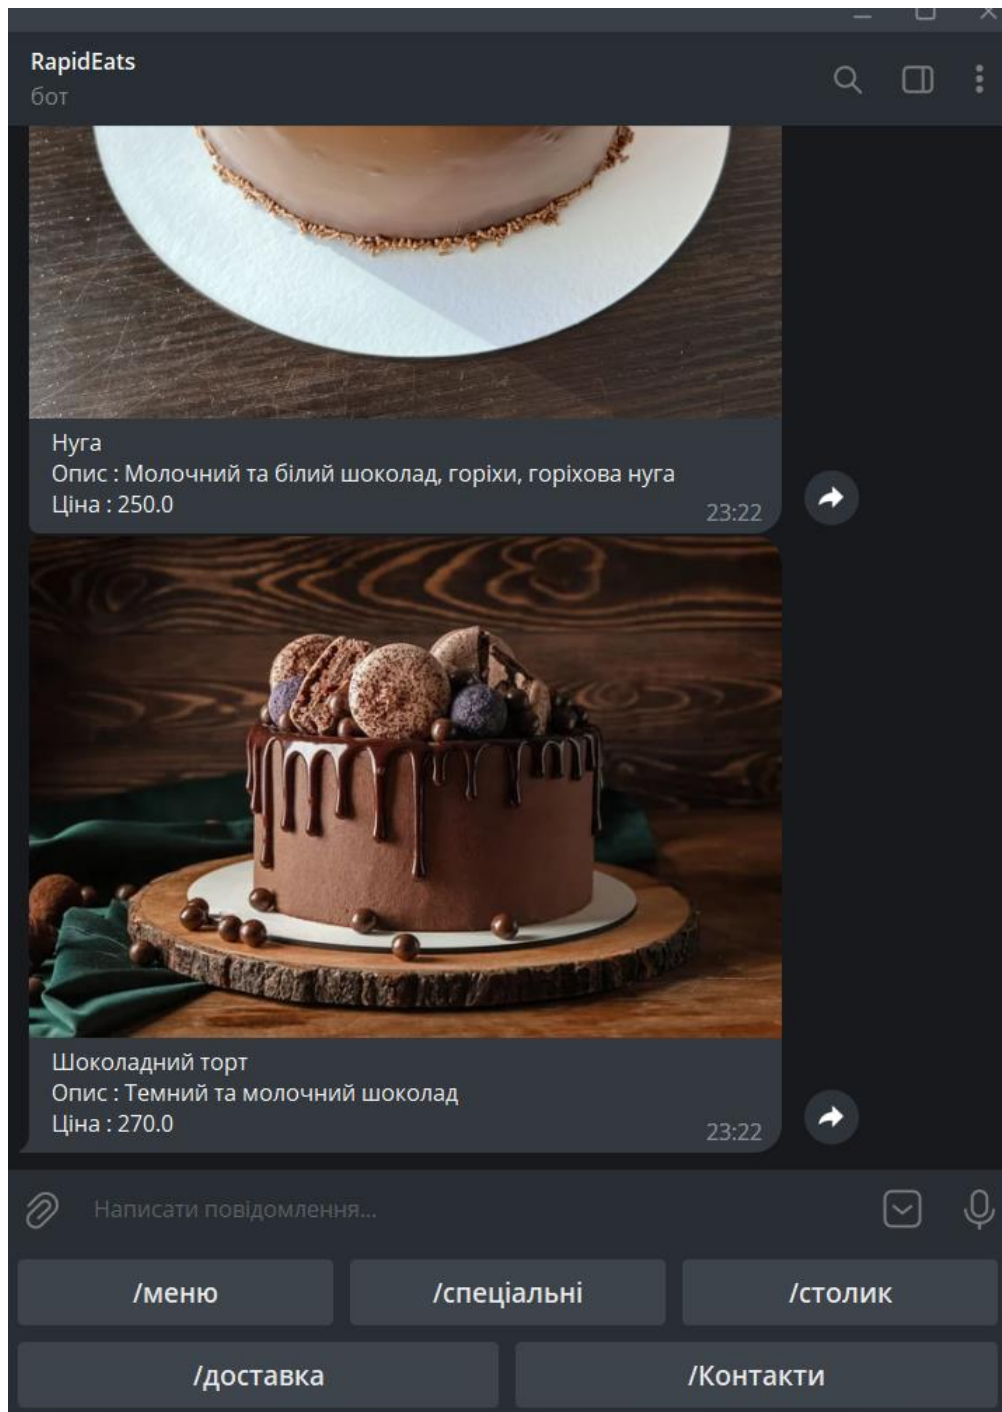 RapidEats
бот
Нуга
Опис : Молочний та білий шоколад, горіхи, горіхова нуга
Ціна : 250.0
23:22
Шоколадний торт
Опис : Темний та молочний шоколад
Ціна : 270.0
23:22
Написати повідомлення...
/меню /спеціальні /столик
/доставка /Контакти